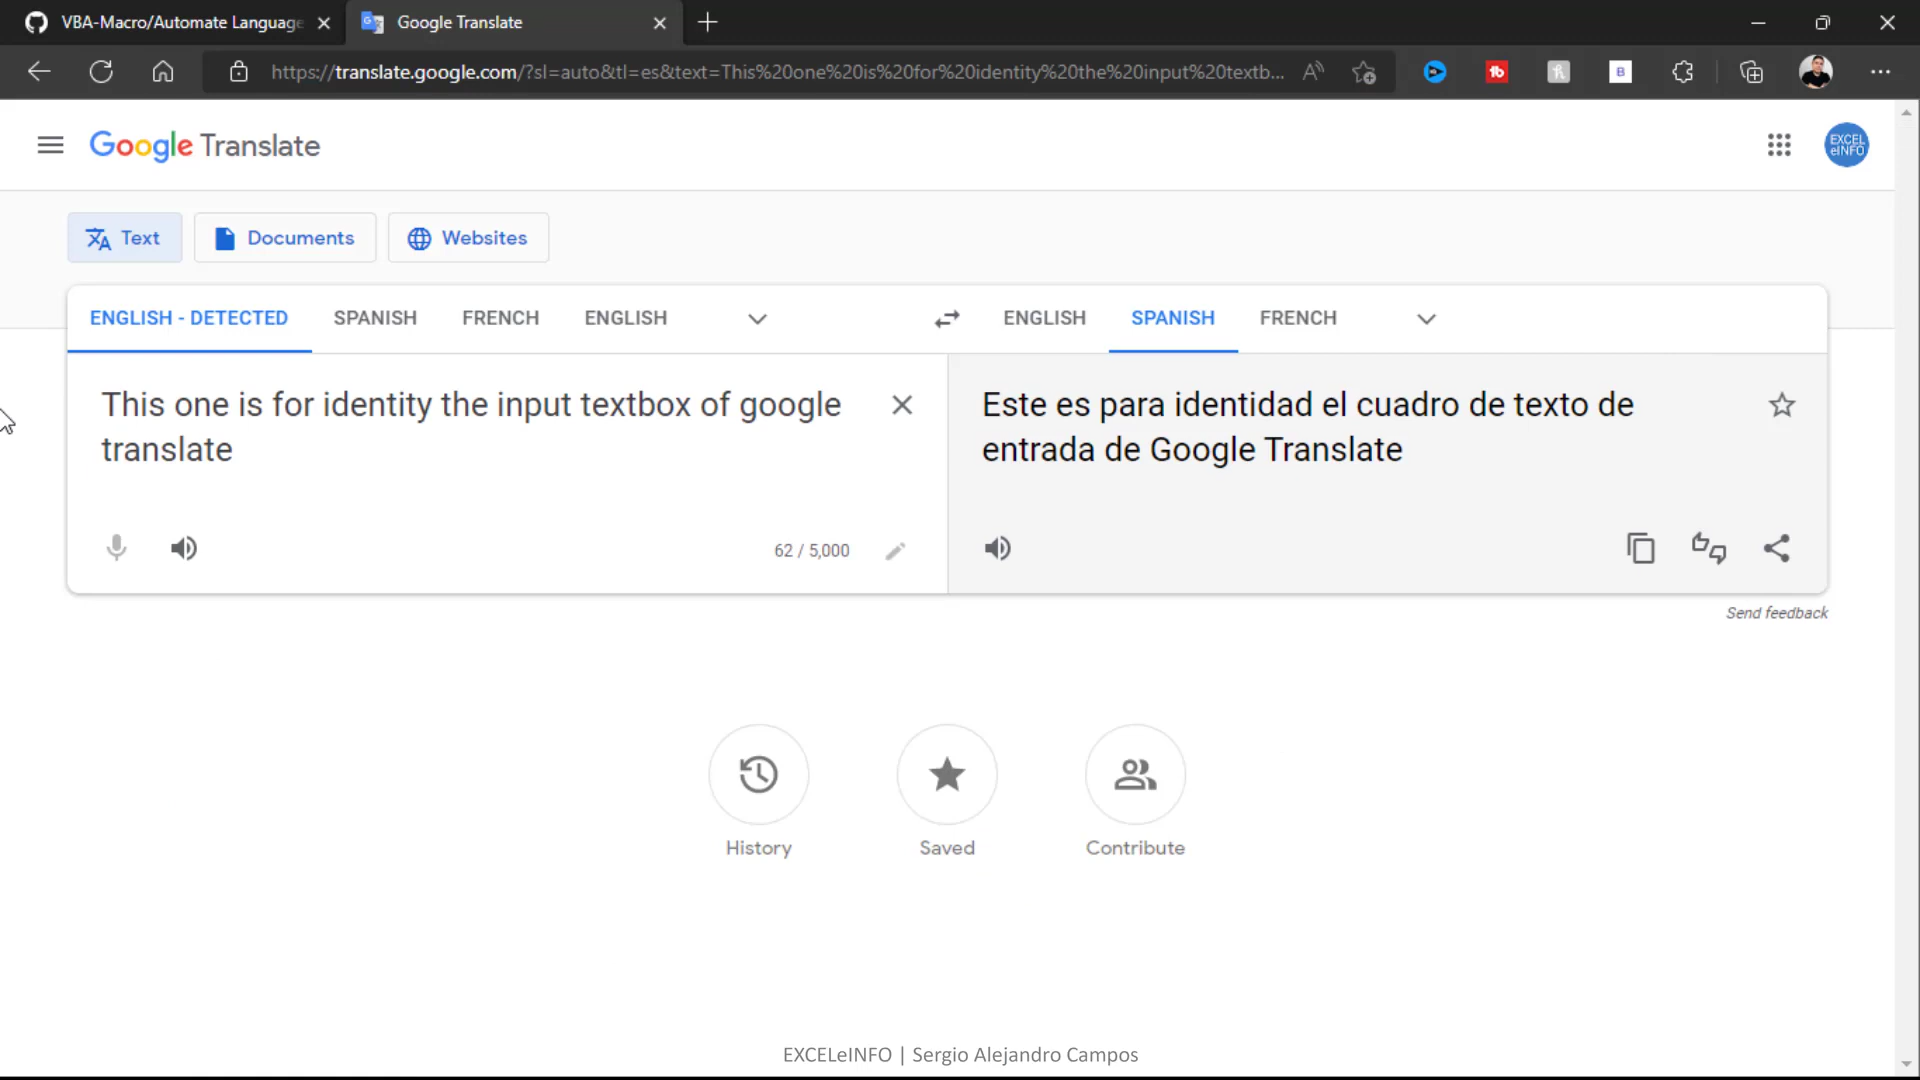 VBA-Macro/Automate Language
Google Translate
https://translate.google.com/?sl=auto&tl=es&text=This%20one%20is%20for%20identity%20the%20input%20textb...
Google Translate
EXCEL
eINFO
Text
Documents
Websites
ENGLISH - DETECTED
SPANISH
FRENCH
ENGLISH
ENGLISH
SPANISH
FRENCH
This one is for identity the input textbox of google
translate
Este es para identidad el cuadro de texto de
entrada de Google Translate
62 / 5,000
Send feedback
History
Saved
Contribute
EXCELeINFO | Sergio Alejandro Campos